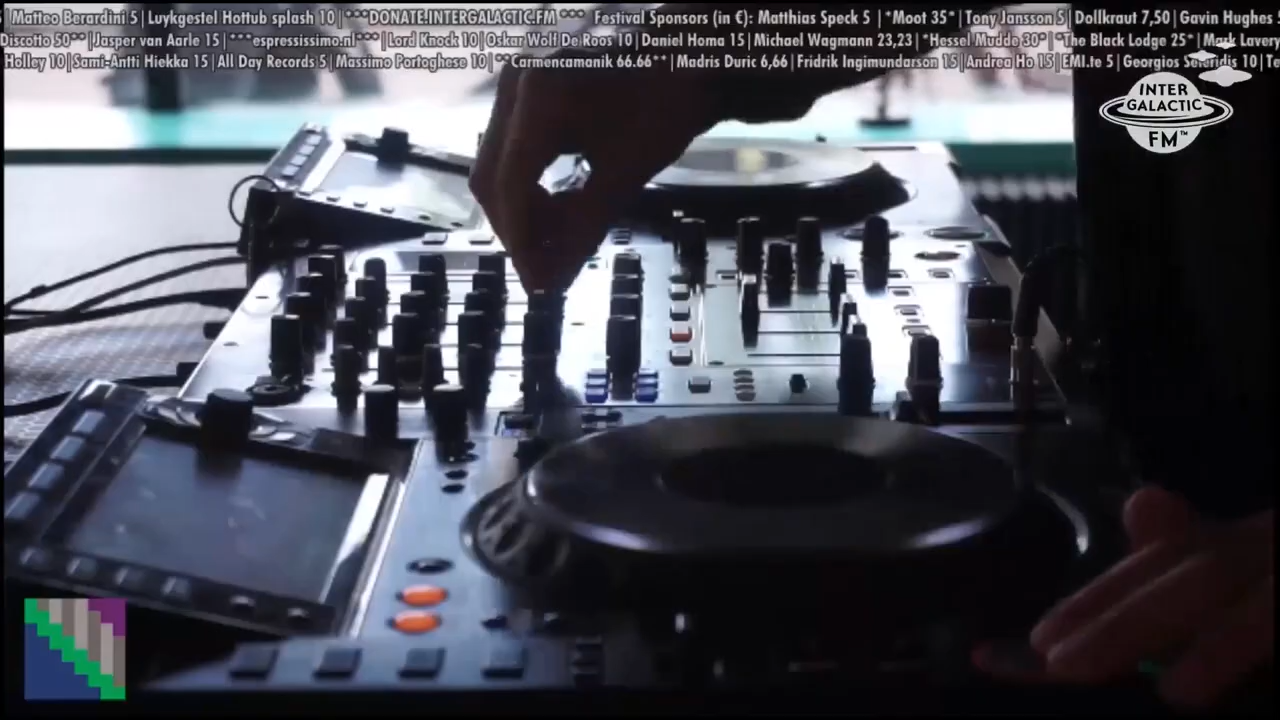 Matteo Berardini 5 | Luykgestel Hottub splash 10 | ***DONATE.INTERGALACTIC.FM *** Festival Sponsors (in €): Matthias Speck 5 | *Moot 35* | Tony Jansson 5 | Dollkraut 7,50 | Gavin Hughes
Discotto 50** | Jasper van Aarle 15 | ***espressissimo.nl*** | Lord Knock 10 | Oskar Wolf De Roos 10 | Daniel Homa 15 | Michael Wagmann 23,23 | *Hessel Mudde 30* | *The Black Lodge 25* | Mark Lavery
Holley 10 | Sami-Antti Hiekka 15 | All Day Records 5 | Massimo Portoghese 10 | **Carmencamanik 66.66** | Madris Duric 6,66 | Fridrik Ingimundarson 15 | Andrea Ho 15 | EMI.te 5 | Georgios Seferidis 10 | Te
INTER
GALACTIC
FM™